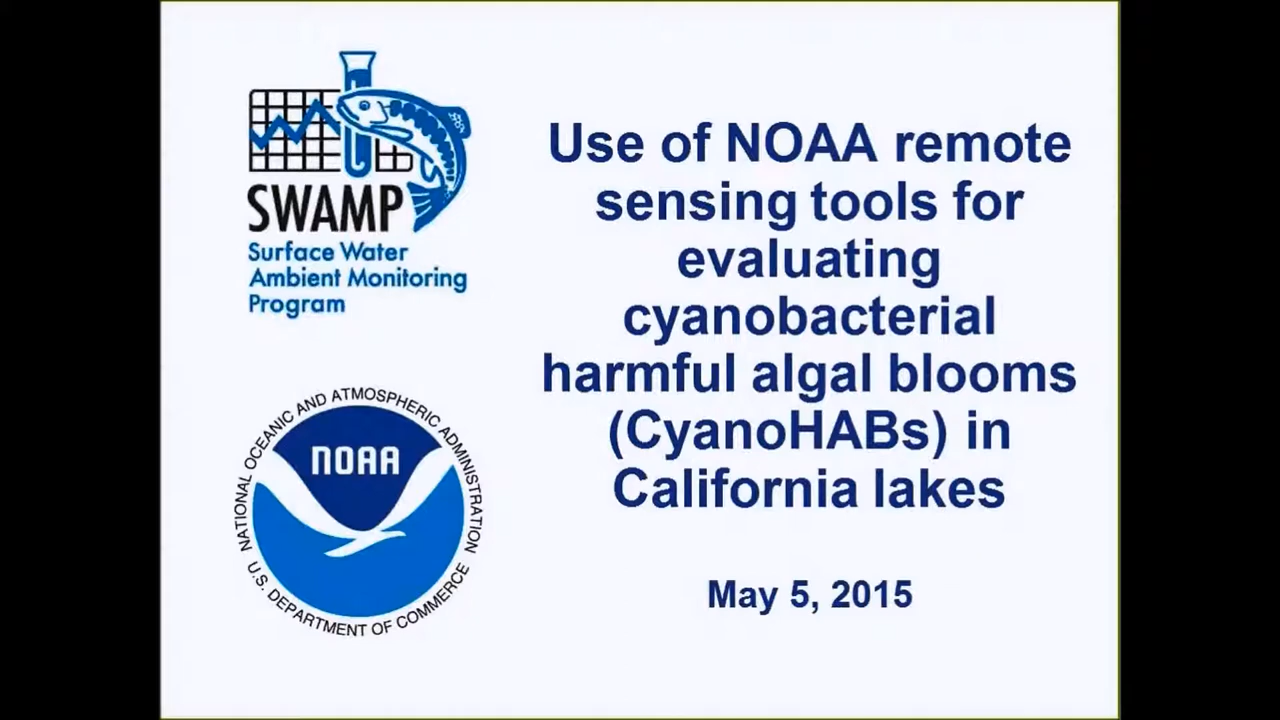 SWAMP
Surface Water
Ambient Monitoring
Program
NATIONAL OCEANIC AND ATMOSPHERIC ADMINISTRATION
NOAA
U.S. DEPARTMENT OF COMMERCE
Use of NOAA remote
sensing tools for
evaluating
cyanobacterial
harmful algal blooms
(CyanoHABs) in
California lakes
May 5, 2015